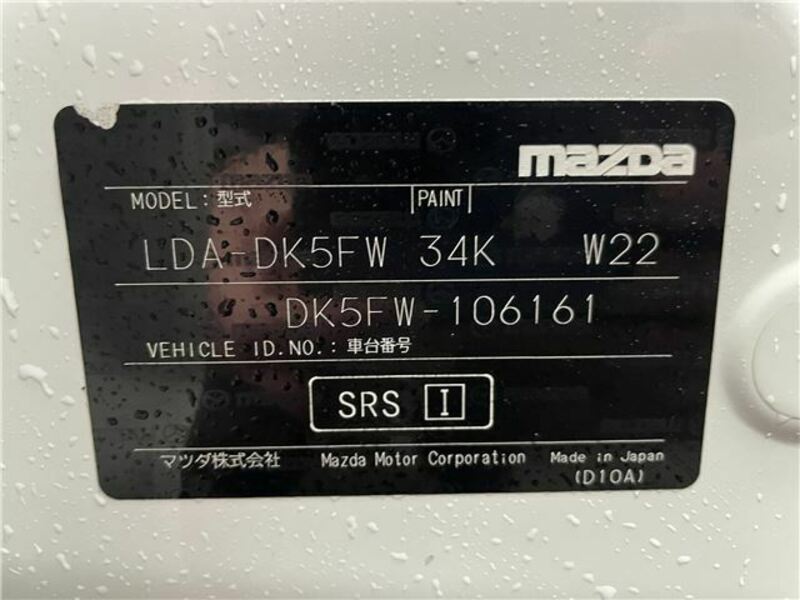 mazda
MODEL : 型式 PAINT
LDA-DK5FW 34K W22
DK5FW-106161
VEHICLE ID.NO. : 車台番号
SRS I
マツダ株式会社 Mazda Motor Corporation Made in Japan
(D10A)